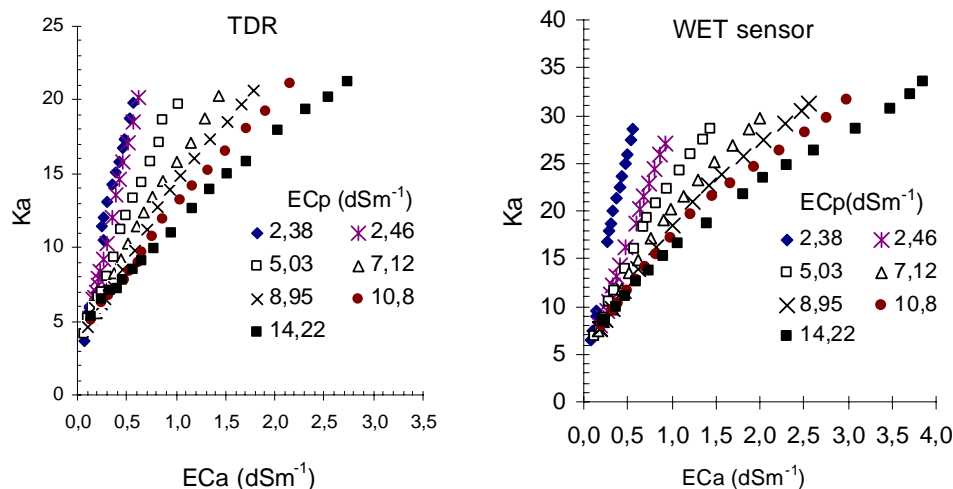 TDR
25
20
15
10
5
0
Ka
ECp (dSm⁻¹)
2,38 2,46
5,03 7,12
8,95 10,8
14,22
0,0 0,5 1,0 1,5 2,0 2,5 3,0 3,5
ECa (dSm⁻¹)
WET sensor
40
35
30
25
20
15
10
5
0
Ka
ECp(dSm⁻¹)
2,38 2,46
5,03 7,12
8,95 10,8
14,22
0,0 0,5 1,0 1,5 2,0 2,5 3,0 3,5 4,0
ECa (dSm⁻¹)